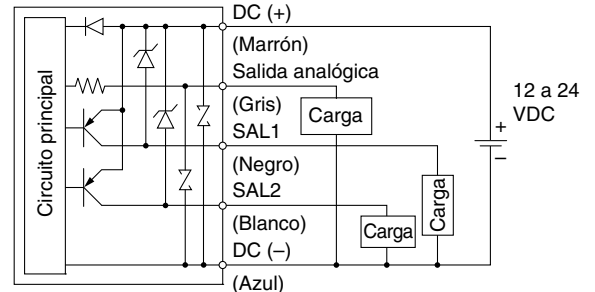 DC (+)
(Marrón)
Salida analógica
(Gris)
SAL1
(Negro)
SAL2
(Blanco)
DC (–)
(Azul)
Circuito principal
Carga
Carga
Carga
12 a 24
VDC
+
–